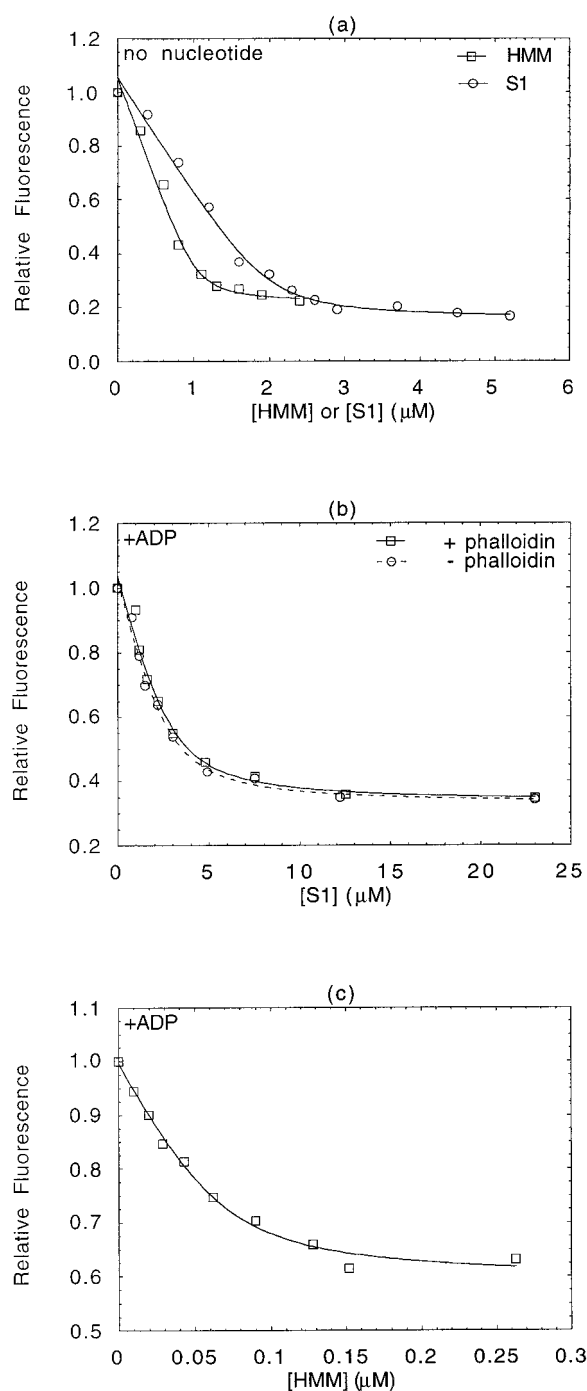 (a)
no nucleotide
HMM
S1
1.2
1.0
0.8
0.6
0.4
0.2
0.0
Relative Fluorescence
0 1 2 3 4 5 6
[HMM] or [S1] (μM)
(b)
+ADP
+ phalloidin
- phalloidin
1.2
1.0
0.8
0.6
0.4
0.2
Relative Fluorescence
0 5 10 15 20 25
[S1] (μM)
(c)
+ADP
1.1
1.0
0.9
0.8
0.7
0.6
0.5
Relative Fluorescence
0 0.05 0.1 0.15 0.2 0.25 0.3
[HMM] (μM)